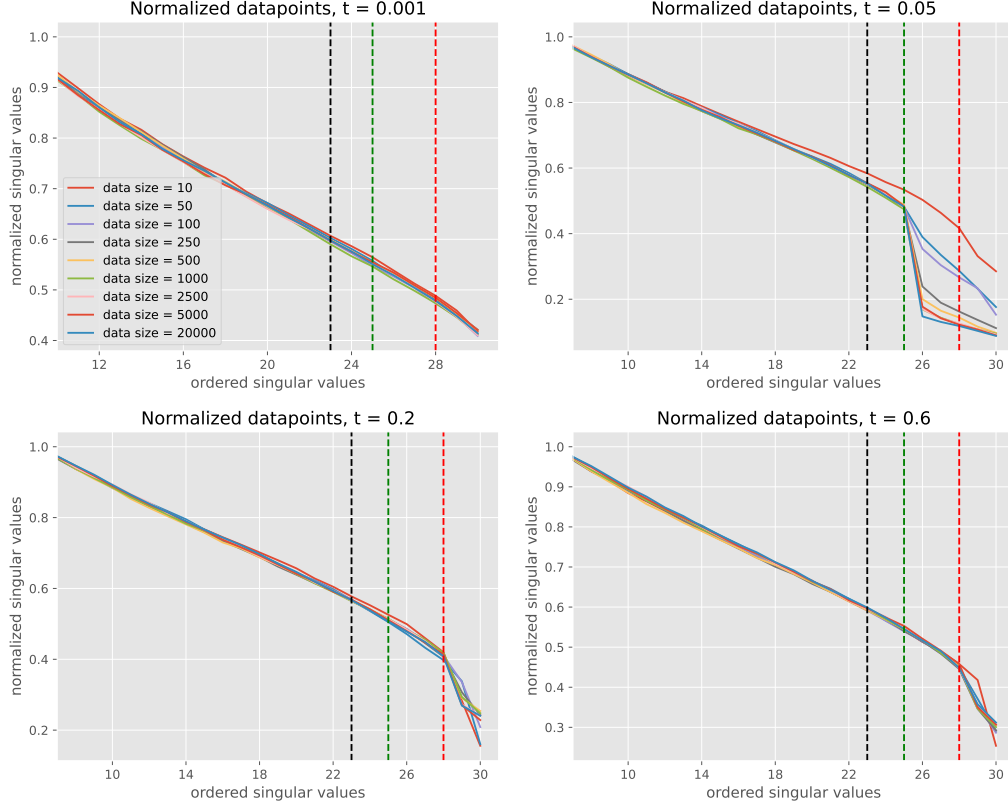 Normalized datapoints, t = 0.001
1.0
0.9
0.8
0.7
0.6
0.5
0.4
normalized singular values
data size = 10
data size = 50
data size = 100
data size = 250
data size = 500
data size = 1000
data size = 2500
data size = 5000
data size = 20000
12 16 20 24 28
ordered singular values
Normalized datapoints, t = 0.05
1.0
0.8
0.6
0.4
0.2
normalized singular values
10 14 18 22 26 30
ordered singular values
Normalized datapoints, t = 0.2
1.0
0.8
0.6
0.4
0.2
normalized singular values
10 14 18 22 26 30
ordered singular values
Normalized datapoints, t = 0.6
1.0
0.9
0.8
0.7
0.6
0.5
0.4
0.3
normalized singular values
10 14 18 22 26 30
ordered singular values